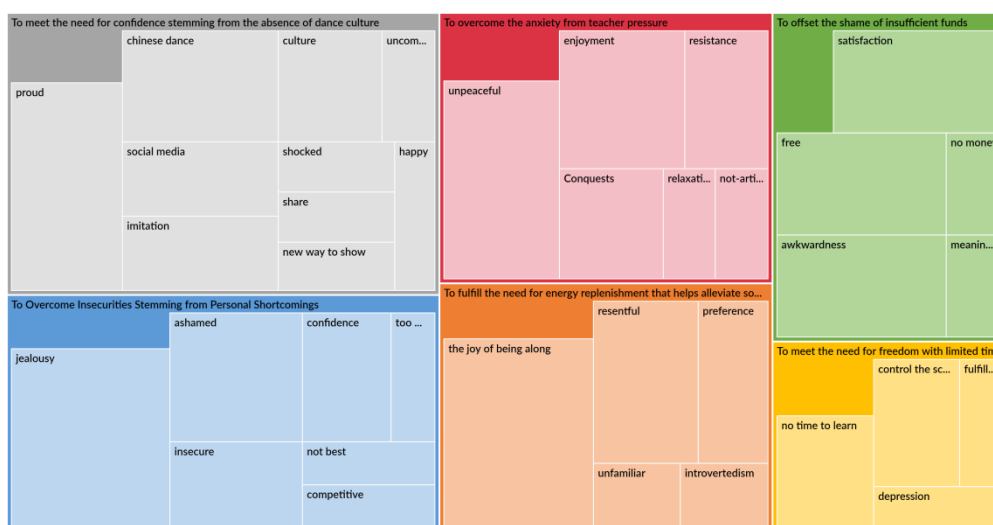 To meet the need for confidence stemming from the absence of dance culture
chinese dance
culture
uncom...
proud
social media
shocked
happy
share
imitation
new way to show
To overcome the anxiety from teacher pressure
enjoyment
resistance
unpeaceful
Conquests
relaxati...
not-arti...
To offset the shame of insufficient funds
satisfaction
free
no mone
awkwardness
meanin...
To Overcome Insecurities Stemming from Personal Shortcomings
ashamed
confidence
too ...
jealousy
insecure
not best
competitive
To fulfill the need for energy replenishment that helps alleviate so...
resentful
preference
the joy of being along
unfamiliar
introvertedism
To meet the need for freedom with limited tim
control the sc...
fulfill...
no time to learn
depression